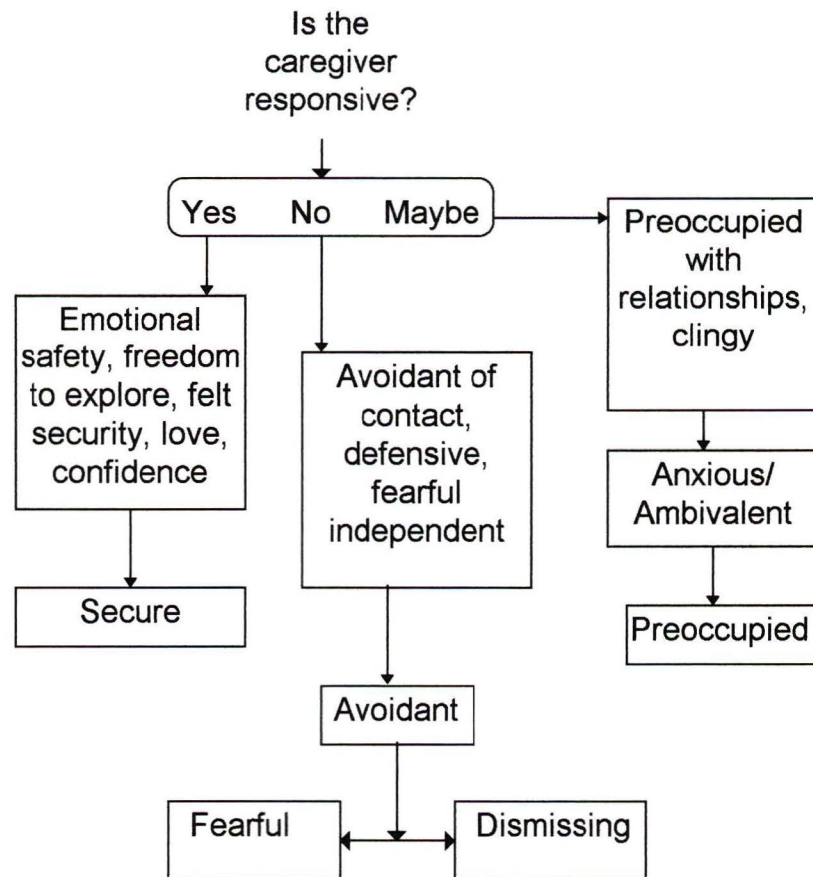 Is the
caregiver
responsive?
Yes No Maybe
Emotional
safety, freedom
to explore, felt
security, love,
confidence
Secure
Avoidant of
contact,
defensive,
fearful
independent
Avoidant
Fearful
Dismissing
Preoccupied
with
relationships,
clingy
Anxious/
Ambivalent
Preoccupied